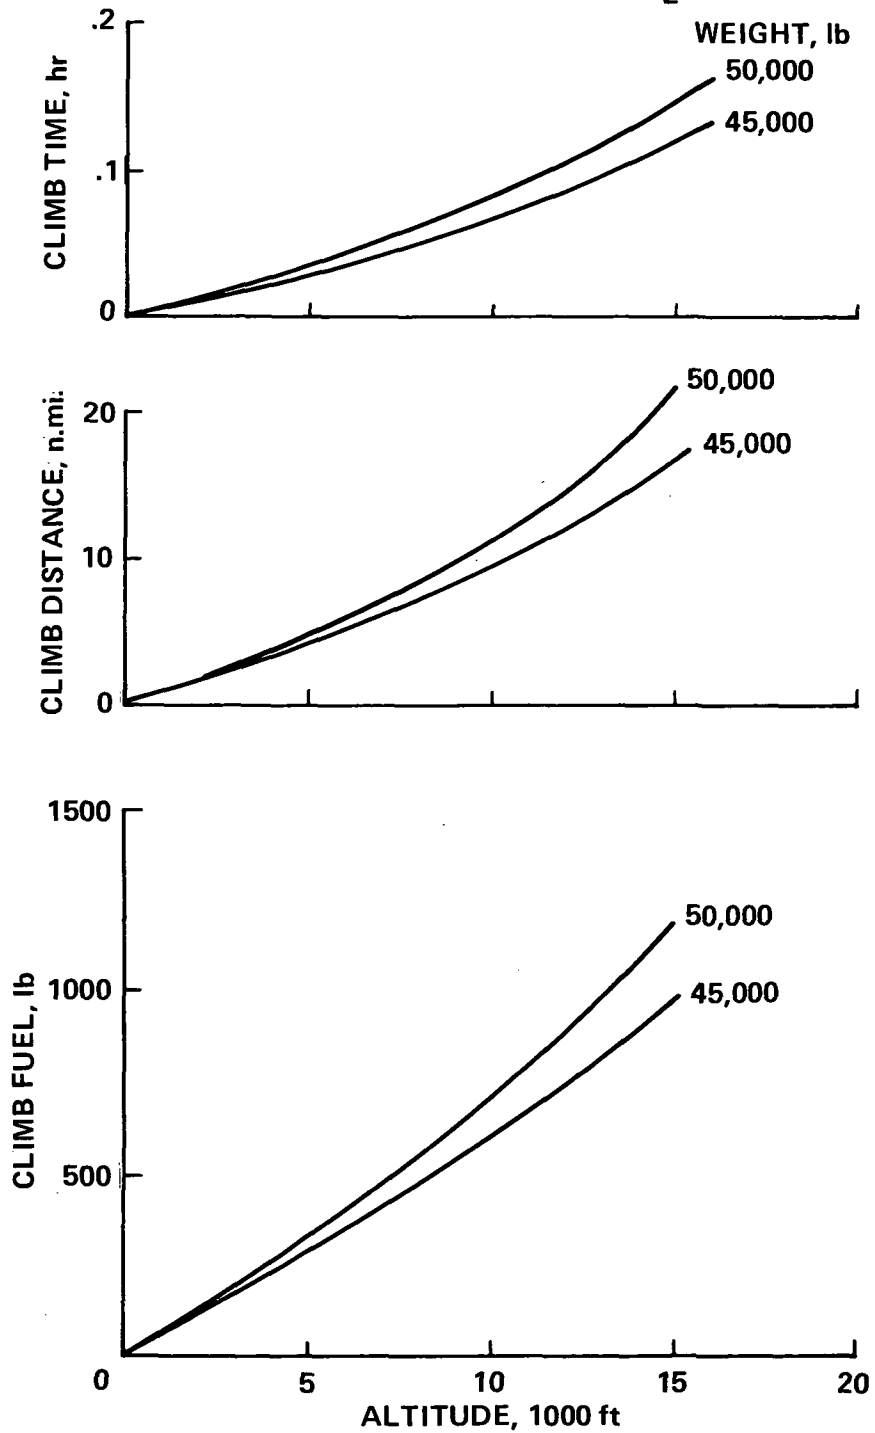 WEIGHT, lb
.2
50,000
45,000
.1
0
CLIMB TIME, hr
50,000
20
45,000
10
0
CLIMB DISTANCE, n.mi.
1500
50,000
1000
45,000
500
CLIMB FUEL, lb
0 5 10 15 20
ALTITUDE, 1000 ft